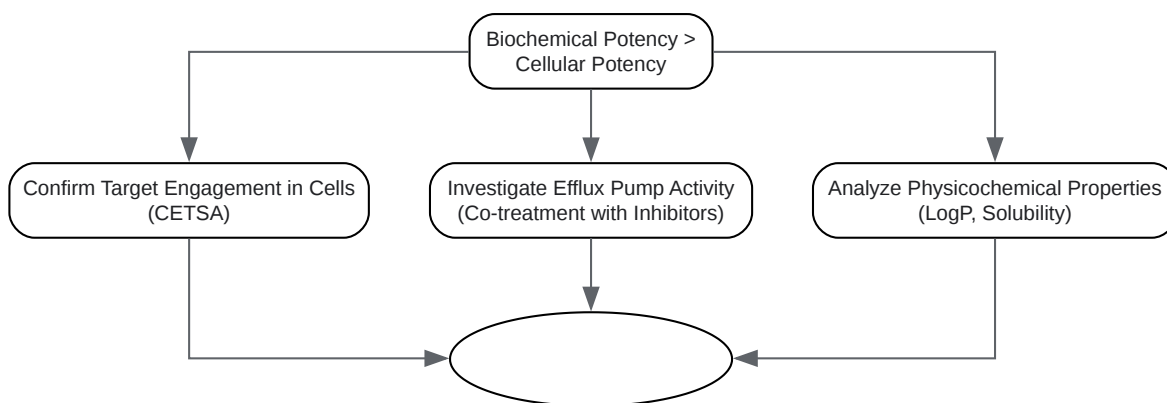 Biochemical Potency >
Cellular Potency
Confirm Target Engagement in Cells
(CETSA)
Investigate Efflux Pump Activity
(Co-treatment with Inhibitors)
Analyze Physicochemical Properties
(LogP, Solubility)